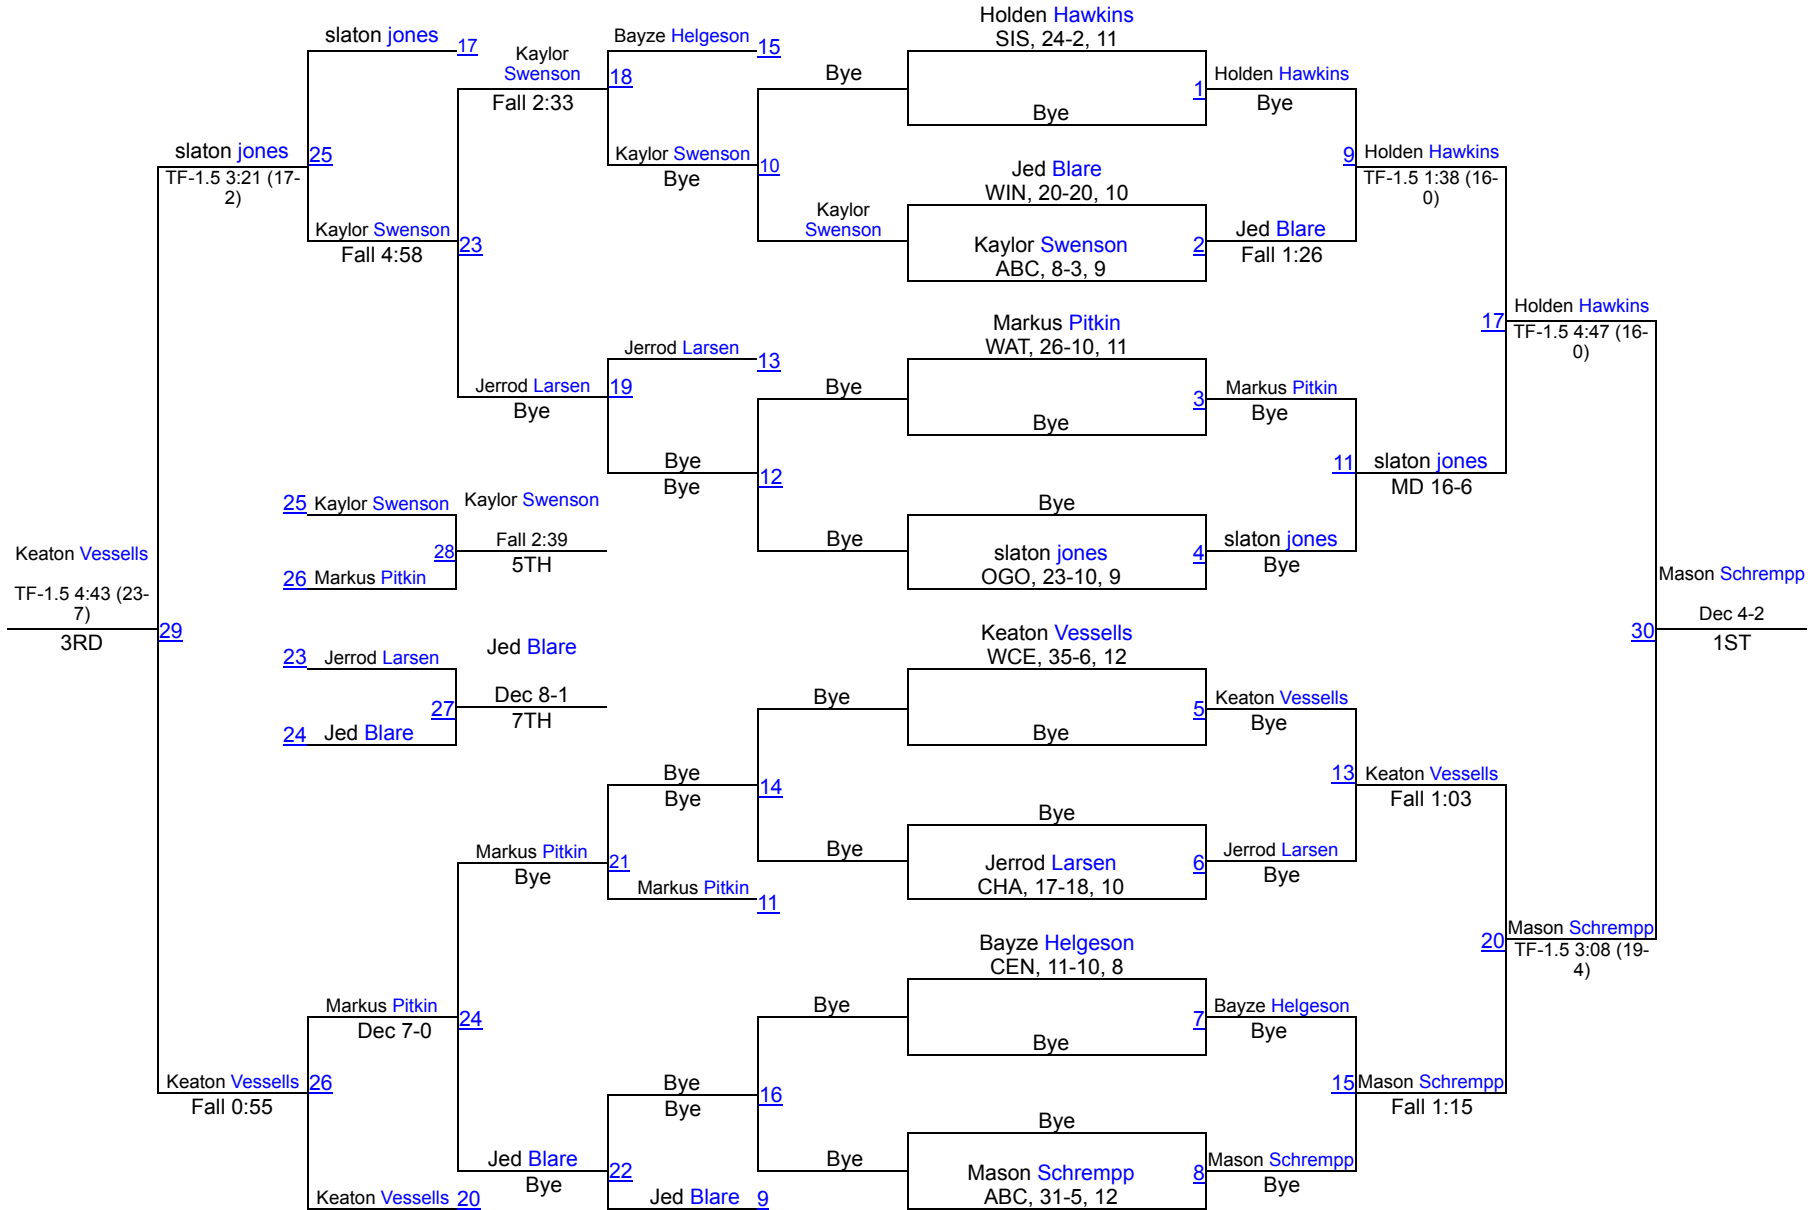 Holden Hawkins
SIS, 24-2, 11
Bye
1
Jed Blare
WIN, 20-20, 10
Kaylor Swenson
ABC, 8-3, 9
2
Markus Pitkin
WAT, 26-10, 11
Bye
3
Bye
slaton jones
OGO, 23-10, 9
4
Keaton Vessells
WCE, 35-6, 12
Bye
5
Bye
Jerrod Larsen
CHA, 17-18, 10
6
Bayze Helgeson
CEN, 11-10, 8
Bye
7
Bye
Mason Schrempp
ABC, 31-5, 12
8
Holden Hawkins
Bye
9
Jed Blare
Fall 1:26
Markus Pitkin
Bye
11
slaton jones
Bye
Keaton Vessells
Bye
13
Jerrod Larsen
Bye
Bayze Helgeson
Bye
15
Mason Schrempp
Bye
Holden Hawkins
TF-1.5 1:38 (16-
0)
17
slaton jones
MD 16-6
Keaton Vessells
Fall 1:03
20
Mason Schrempp
Fall 1:15
Holden Hawkins
TF-1.5 4:47 (16-
0)
30
Mason Schrempp
TF-1.5 3:08 (19-
4)
Mason Schrempp
Dec 4-2
1ST
Bye
10
Kaylor
Swenson
Bye
12
Bye
Bye
14
Bye
Bye
16
Bye
Bayze Helgeson 15
18
Kaylor Swenson
Bye
Jerrod Larsen 13
19
Bye
Bye
Bye
Bye
21
Markus Pitkin 11
Bye
Bye
22
Jed Blare 9
Kaylor
Swenson
Fall 2:33
23
Jerrod Larsen
Bye
Markus Pitkin
Bye
24
Jed Blare
Bye
slaton jones 17
25
Kaylor Swenson
Fall 4:58
25 Kaylor Swenson
28
26 Markus Pitkin
Kaylor Swenson
Fall 2:39
5TH
23 Jerrod Larsen
27
24 Jed Blare
Jed Blare
Dec 8-1
7TH
Markus Pitkin
Dec 7-0
26
Keaton Vessells 20
slaton jones
TF-1.5 3:21 (17-
2)
29
Keaton Vessells
Fall 0:55
Keaton Vessells
TF-1.5 4:43 (23-
7)
3RD